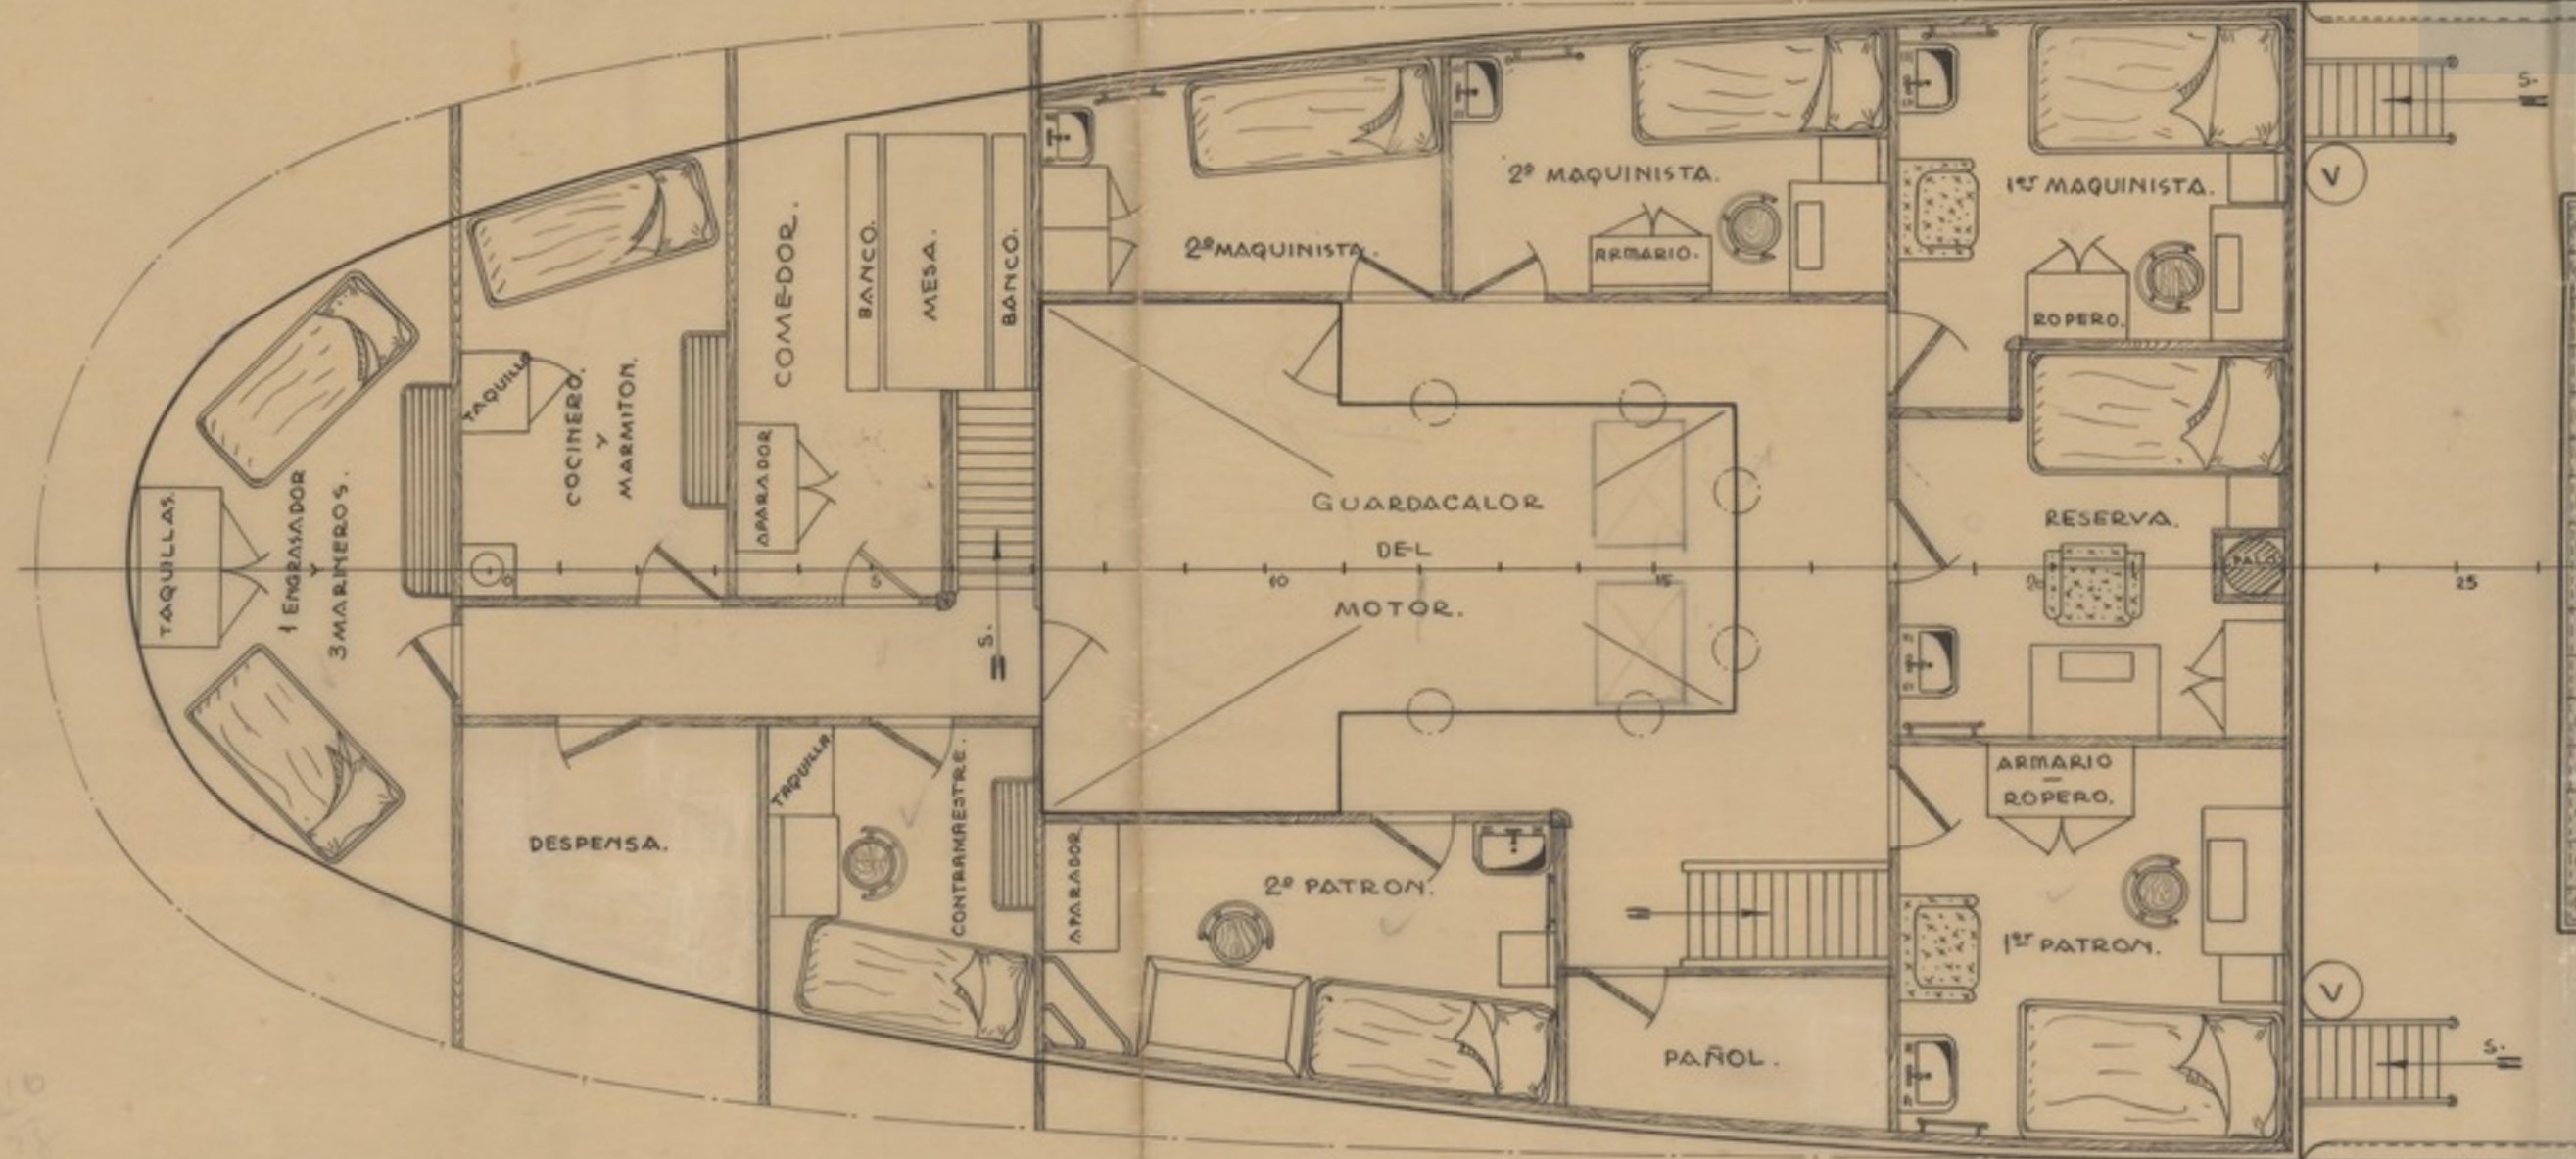 TAQUILLAS.
1 ENGRASADOR
Y
3 MARINEROS.
TAQUILLA
COCINERO.
Y
MARMITON.
COMEDOR.
APARADOR
BANCO.
MESA.
BANCO.
S.
5
DESPENSA.
TAQUILLA
CONTRAMAESTRE.
2º MAQUINISTA.
2º MAQUINISTA.
ARMARIO.
1er MAQUINISTA.
ROPERO.
GUARDACALOR
DEL
MOTOR.
10
15
RESERVA.
PALO
20
25
APARADOR
2º PATRON.
PAÑOL.
ARMARIO
—
ROPERO.
1er PATRON.
S.
V
V
S.